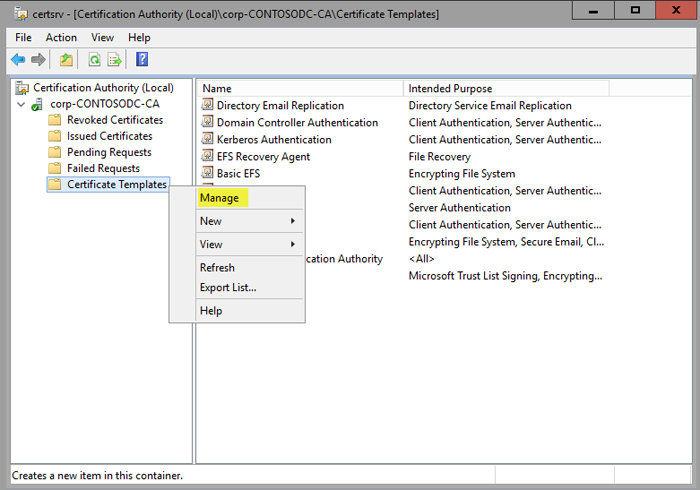 certsrv - [Certification Authority (Local)\corp-CONTOSODC-CA\Certificate Templates]
File Action View Help
Certification Authority (Local)
corp-CONTOSODC-CA
Revoked Certificates
Issued Certificates
Pending Requests
Failed Requests
Certificate Templates
Name Intended Purpose
Directory Email Replication Directory Service Email Replication
Domain Controller Authentication Client Authentication, Server Authentic...
Kerberos Authentication Client Authentication, Server Authentic...
EFS Recovery Agent File Recovery
Basic EFS Encrypting File System
Client Authentication, Server Authentic...
Server Authentication
Client Authentication, Server Authentic...
Encrypting File System, Secure Email, Cl...
ication Authority <All>
Microsoft Trust List Signing, Encrypting...
Manage
New
View
Refresh
Export List...
Help
Creates a new item in this container.